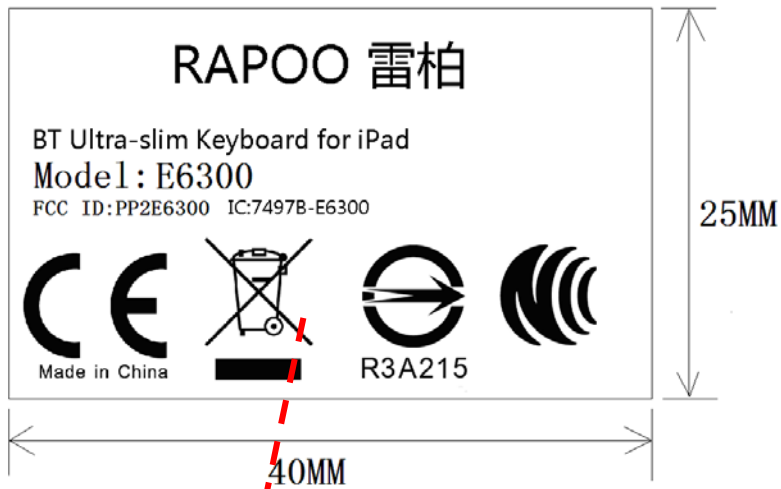 RAPOO 雷柏
BT Ultra-slim Keyboard for iPad
Model:E6300
FCC ID:PP2E6300 IC:7497B-E6300
CE
Made in China
R3A215
25MM
40MM